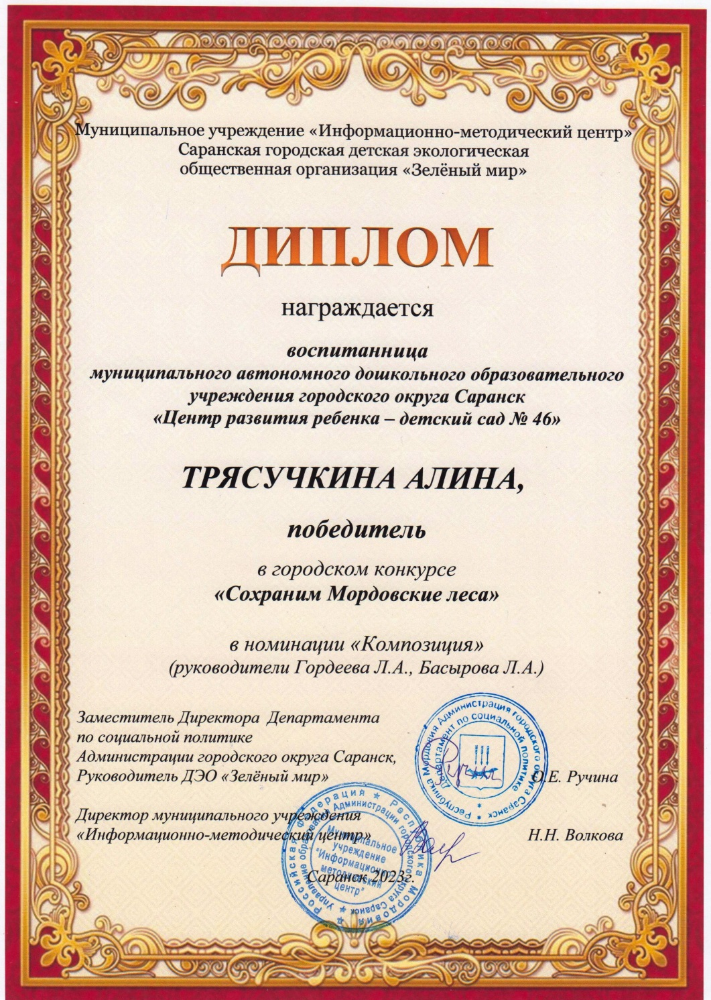 Муниципальное учреждение «Информационно-методический центр»
Саранская городская детская экологическая
общественная организация «Зелёный мир»
ДИПЛОМ
награждается
воспитанница
муниципального автономного дошкольного образовательного
учреждения городского округа Саранск
«Центр развития ребенка – детский сад № 46»
ТРЯСУЧКИНА АЛИНА,
победитель
в городском конкурсе
«Сохраним Мордовские леса»
в номинации «Композиция»
(руководители Гордеева Л.А., Басырова Л.А.)
Заместитель Директора Департамента
по социальной политике
Администрации городского округа Саранск,
Руководитель ДЭО «Зелёный мир»
О.Е. Ручина
Республика Мордовия Администрация городского округа Саранск
Департамент по социальной политике
Директор муниципального учреждения
«Информационно-методический центр»
Н.Н. Волкова
Российская Федерация ★ Республика Мордовия
Управление образования Администрации городского округа Саранск
Муниципальное
учреждение
"Информационно-
методический
центр"
Саранск 2023г.